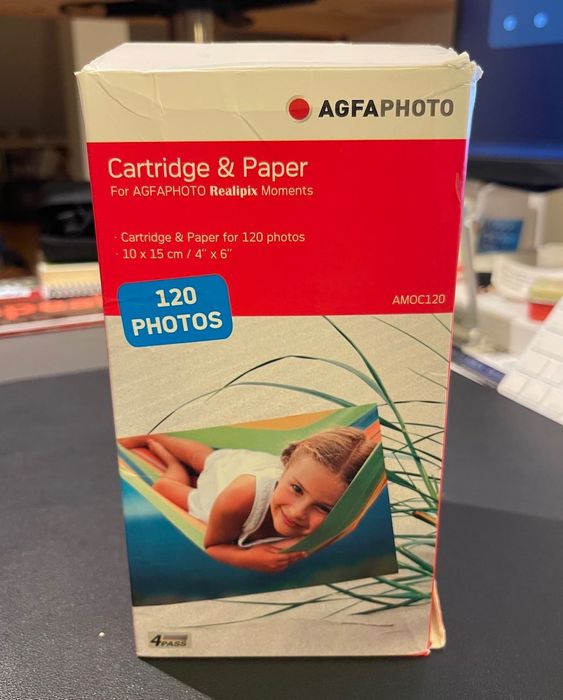 AGFAPHOTO
Cartridge & Paper
For AGFAPHOTO Realipix Moments
· Cartridge & Paper for 120 photos
· 10 x 15 cm / 4” x 6”
120
PHOTOS
AMOC120
4PASS